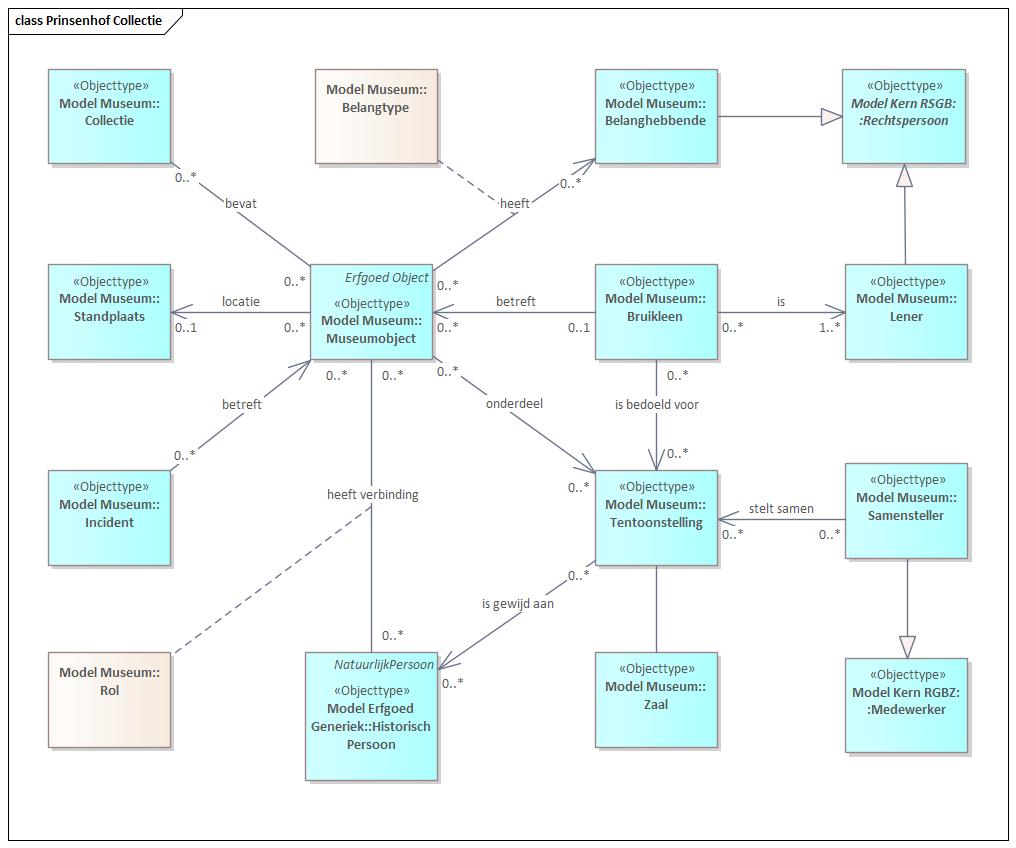 class Prinsenhof Collectie
«Objecttype»
Model Museum::
Collectie
Model Museum::
Belangtype
«Objecttype»
Model Museum::
Belanghebbende
«Objecttype»
Model Kern RSGB:
:Rechtspersoon
0..*
bevat
0..*
heeft
0..*
0..*
«Objecttype»
Model Museum::
Standplaats
locatie
0..1
0..*
Erfgoed Object
«Objecttype»
Model Museum::
Museumobject
betreft
0..*
0..1
«Objecttype»
Model Museum::
Bruikleen
is
0..*
1..*
«Objecttype»
Model Museum::
Lener
0..*
0..*
0..*
0..*
betreft
0..*
onderdeel
0..*
is bedoeld voor
0..*
«Objecttype»
Model Museum::
Incident
heeft verbinding
«Objecttype»
Model Museum::
Tentoonstelling
stelt samen
0..*
0..*
«Objecttype»
Model Museum::
Samensteller
0..*
is gewijd aan
0..*
0..*
Model Museum::
Rol
NatuurlijkPersoon
«Objecttype»
Model Erfgoed
Generiek::Historisch
Persoon
«Objecttype»
Model Museum::
Zaal
«Objecttype»
Model Kern RGBZ:
:Medewerker